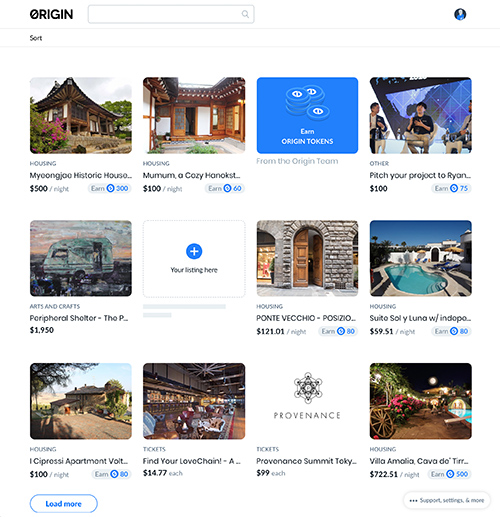 ORIGIN
Sort
Earn
ORIGIN TOKENS
HOUSING
Myeongjae Historic House...
$500 / night
Earn 300
HOUSING
Mumum, a Cozy Hanokst...
$100 / night
Earn 60
From the Origin Team
OTHER
Pitch your project to Ryan...
$100
Earn 75
Your listing here
ARTS AND CRAFTS
Peripheral Shelter - The P...
$1,950
HOUSING
PONTE VECCHIO - POSIZIO...
$121.01 / night
Earn 80
HOUSING
Suite Sol y Luna w/ indepe...
$59.51 / night
Earn 80
PROVENANCE
HOUSING
I Cipressi Apartment Volt...
$100 / night
Earn 80
TICKETS
Find Your LoveChain! - A ...
$14.77 each
TICKETS
Provenance Summit Toky...
$99 each
HOUSING
Villa Amalia, Cava de' Tirr...
$722.51 / night
Earn 500
Load more
Support, settings, & more